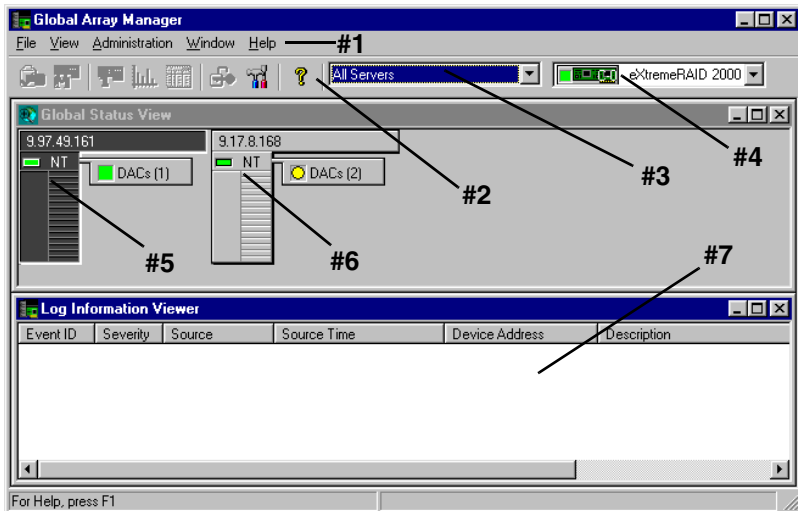 Global Array Manager
File View Administration Window Help
#1
? All Servers eXtremeRAID 2000
Global Status View
9.97.49.161 9.17.8.168
NT DACs (1) NT DACs (2)
#2 #3 #4
#5 #6 #7
Log Information Viewer
Event ID Severity Source Source Time Device Address Description
For Help, press F1